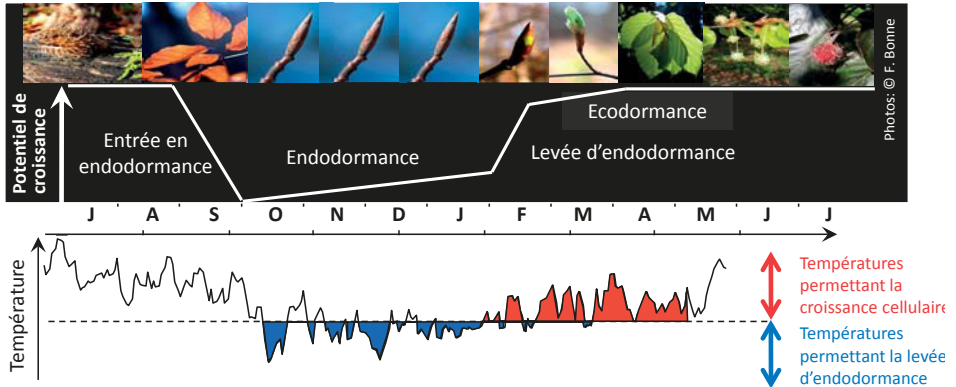 Potentiel de
croissance
Entrée en
endodormance
Endodormance
Ecodormance
Levée d'endodormance
Photos: © F. Bonne
J A S O N D J F M A M J J
Température
Températures
permettant la
croissance cellulaire
Températures
permettant la levée
d'endodormance